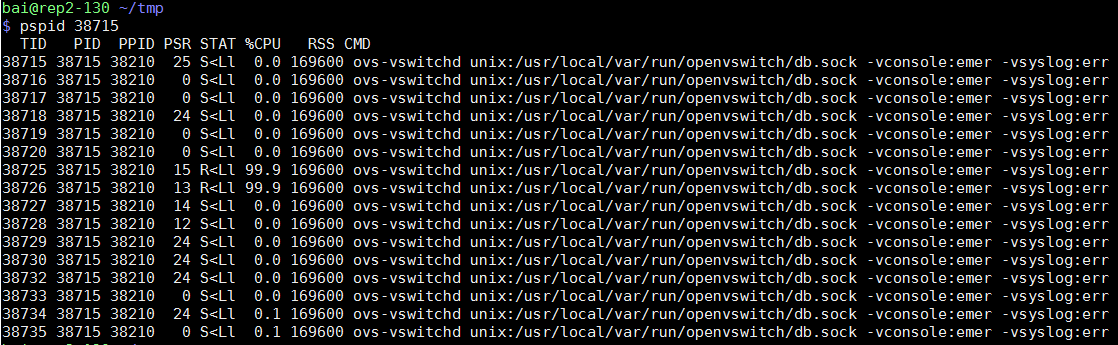 bai@rep2-130 ~/tmp
$ pspid 38715
  TID   PID  PPID PSR STAT %CPU   RSS CMD
38715 38715 38210  25 S<Ll  0.0 169600 ovs-vswitchd unix:/usr/local/var/run/openvswitch/db.sock -vconsole:emer -vsyslog:err
38716 38715 38210   0 S<Ll  0.0 169600 ovs-vswitchd unix:/usr/local/var/run/openvswitch/db.sock -vconsole:emer -vsyslog:err
38717 38715 38210   0 S<Ll  0.0 169600 ovs-vswitchd unix:/usr/local/var/run/openvswitch/db.sock -vconsole:emer -vsyslog:err
38718 38715 38210  24 S<Ll  0.0 169600 ovs-vswitchd unix:/usr/local/var/run/openvswitch/db.sock -vconsole:emer -vsyslog:err
38719 38715 38210   0 S<Ll  0.0 169600 ovs-vswitchd unix:/usr/local/var/run/openvswitch/db.sock -vconsole:emer -vsyslog:err
38720 38715 38210   0 S<Ll  0.0 169600 ovs-vswitchd unix:/usr/local/var/run/openvswitch/db.sock -vconsole:emer -vsyslog:err
38725 38715 38210  15 R<Ll 99.9 169600 ovs-vswitchd unix:/usr/local/var/run/openvswitch/db.sock -vconsole:emer -vsyslog:err
38726 38715 38210  13 R<Ll 99.9 169600 ovs-vswitchd unix:/usr/local/var/run/openvswitch/db.sock -vconsole:emer -vsyslog:err
38727 38715 38210  14 S<Ll  0.0 169600 ovs-vswitchd unix:/usr/local/var/run/openvswitch/db.sock -vconsole:emer -vsyslog:err
38728 38715 38210  12 S<Ll  0.0 169600 ovs-vswitchd unix:/usr/local/var/run/openvswitch/db.sock -vconsole:emer -vsyslog:err
38729 38715 38210  24 S<Ll  0.0 169600 ovs-vswitchd unix:/usr/local/var/run/openvswitch/db.sock -vconsole:emer -vsyslog:err
38730 38715 38210  24 S<Ll  0.0 169600 ovs-vswitchd unix:/usr/local/var/run/openvswitch/db.sock -vconsole:emer -vsyslog:err
38732 38715 38210  24 S<Ll  0.0 169600 ovs-vswitchd unix:/usr/local/var/run/openvswitch/db.sock -vconsole:emer -vsyslog:err
38733 38715 38210   0 S<Ll  0.0 169600 ovs-vswitchd unix:/usr/local/var/run/openvswitch/db.sock -vconsole:emer -vsyslog:err
38734 38715 38210  24 S<Ll  0.1 169600 ovs-vswitchd unix:/usr/local/var/run/openvswitch/db.sock -vconsole:emer -vsyslog:err
38735 38715 38210   0 S<Ll  0.1 169600 ovs-vswitchd unix:/usr/local/var/run/openvswitch/db.sock -vconsole:emer -vsyslog:err